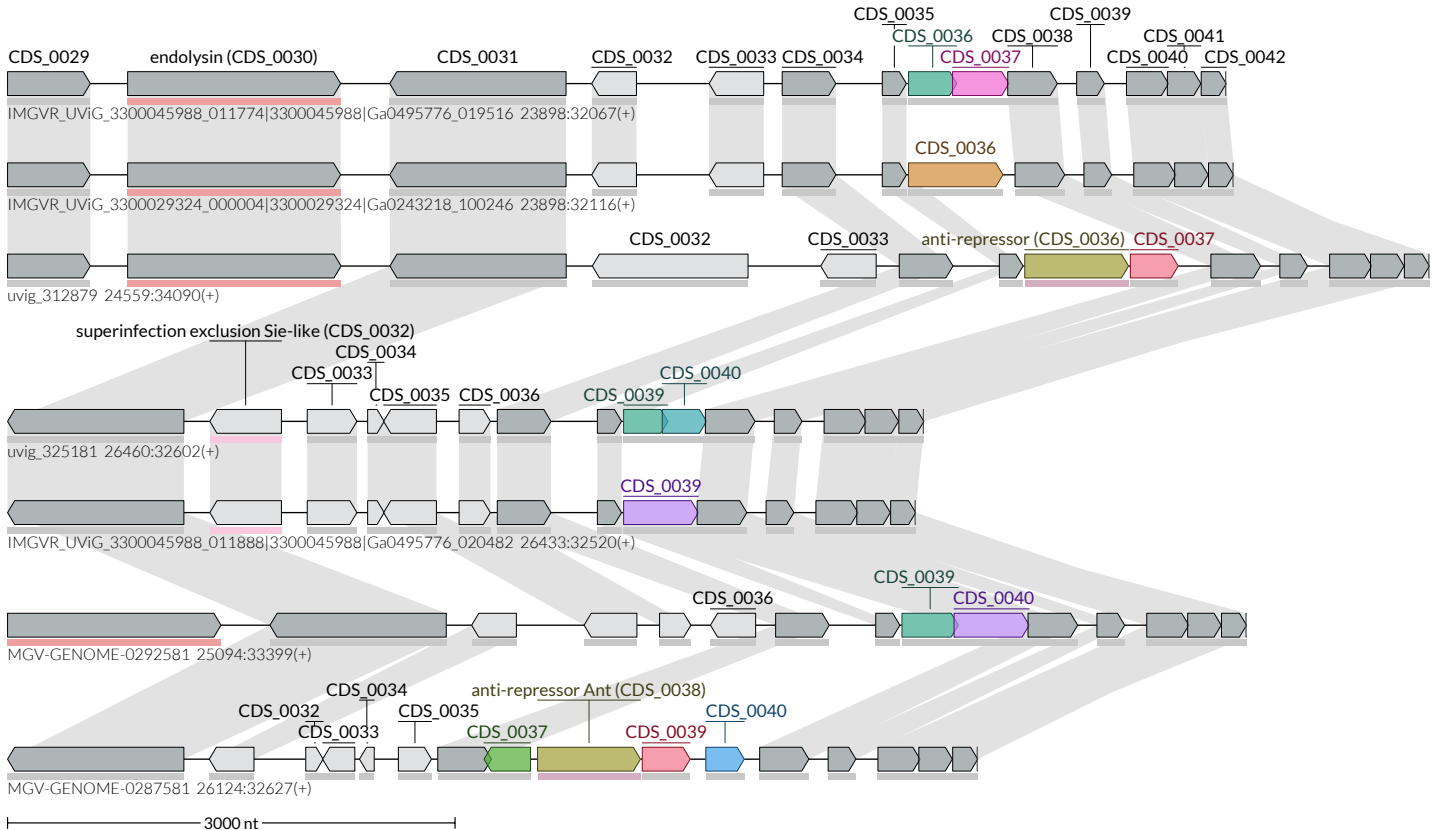 CDS_0035 CDS_0039
CDS_0036 CDS_0038 CDS_0041
CDS_0029 endolysin (CDS_0030) CDS_0031 CDS_0032 CDS_0033 CDS_0034 CDS_0037 CDS_0040 CDS_0042
IMGVR_UViG_3300045988_011774|3300045988|Ga0495776_019516 23898:32067(+)
CDS_0036
IMGVR_UViG_3300029324_000004|3300029324|Ga0243218_100246 23898:32116(+)
CDS_0032 CDS_0033 anti-repressor (CDS_0036) CDS_0037
uvig_312879 24559:34090(+)
superinfection exclusion Sie-like (CDS_0032)
CDS_0034
CDS_0033 CDS_0040
CDS_0035 CDS_0036 CDS_0039
uvig_325181 26460:32602(+)
CDS_0039
IMGVR_UViG_3300045988_011888|3300045988|Ga0495776_020482 26433:32520(+)
CDS_0039
CDS_0036 CDS_0040
MGV-GENOME-0292581 25094:33399(+)
CDS_0034 anti-repressor Ant (CDS_0038)
CDS_0032 CDS_0035 CDS_0040
CDS_0033 CDS_0037 CDS_0039
MGV-GENOME-0287581 26124:32627(+)
3000 nt